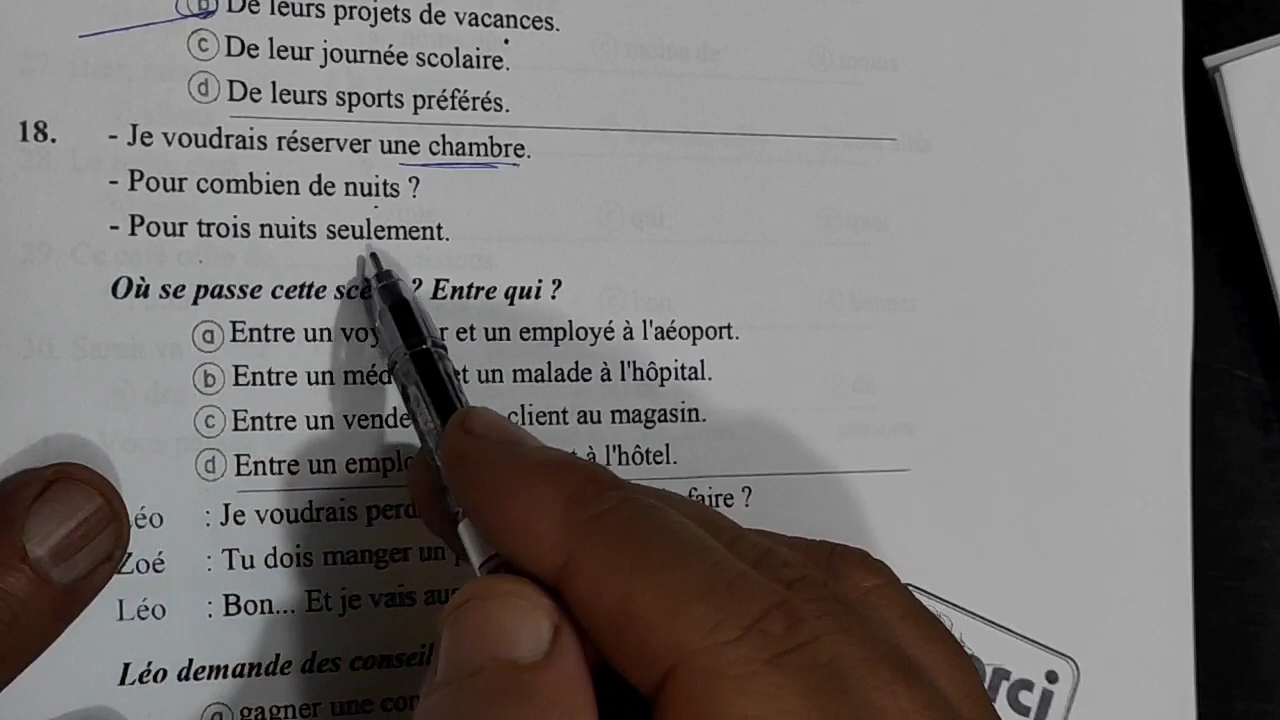 b De leurs projets de vacances.
c De leur journée scolaire.
d De leurs sports préférés.
18. - Je voudrais réserver une chambre.
- Pour combien de nuits ?
- Pour trois nuits seulement.
Où se passe cette ? Entre qui ?
a Entre un et un employé à l'aéoport.
b Entre un et un malade à l'hôpital.
c Entre un client au magasin.
d Entre un à l'hôtel.
: Je voudrais faire ?
Zoé : Tu dois manger un
Léo : Bon... Et je vais
Léo demande des
a gagner une